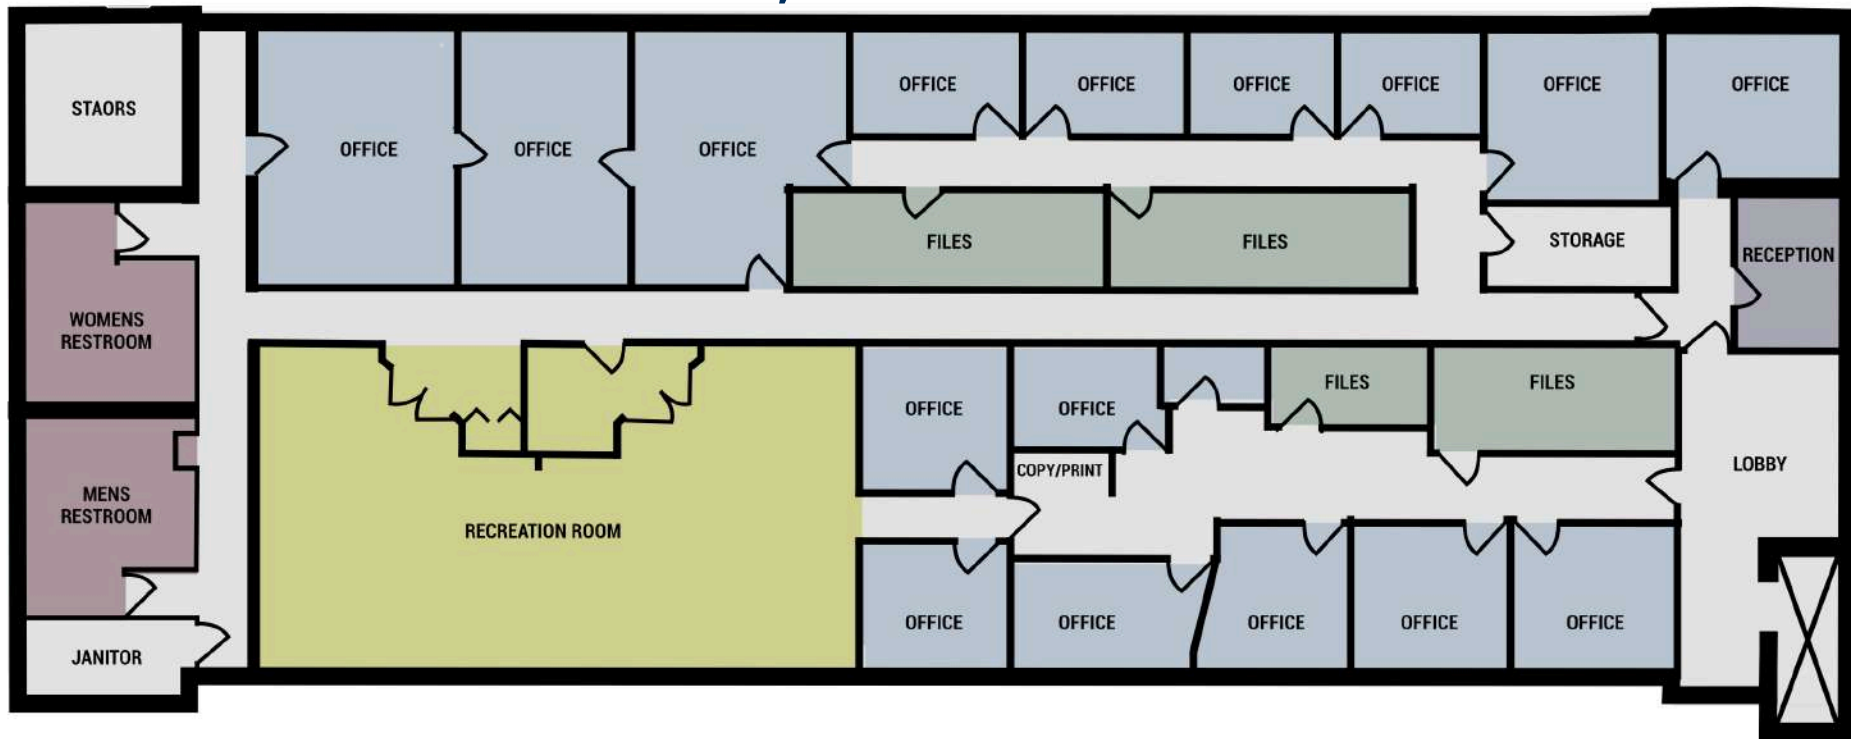 STAORS
OFFICE
OFFICE
OFFICE
OFFICE
OFFICE
OFFICE
OFFICE
OFFICE
OFFICE
FILES
FILES
STORAGE
RECEPTION
WOMENS
RESTROOM
MENS
RESTROOM
JANITOR
RECREATION ROOM
OFFICE
OFFICE
FILES
FILES
COPY/PRINT
LOBBY
OFFICE
OFFICE
OFFICE
OFFICE
OFFICE